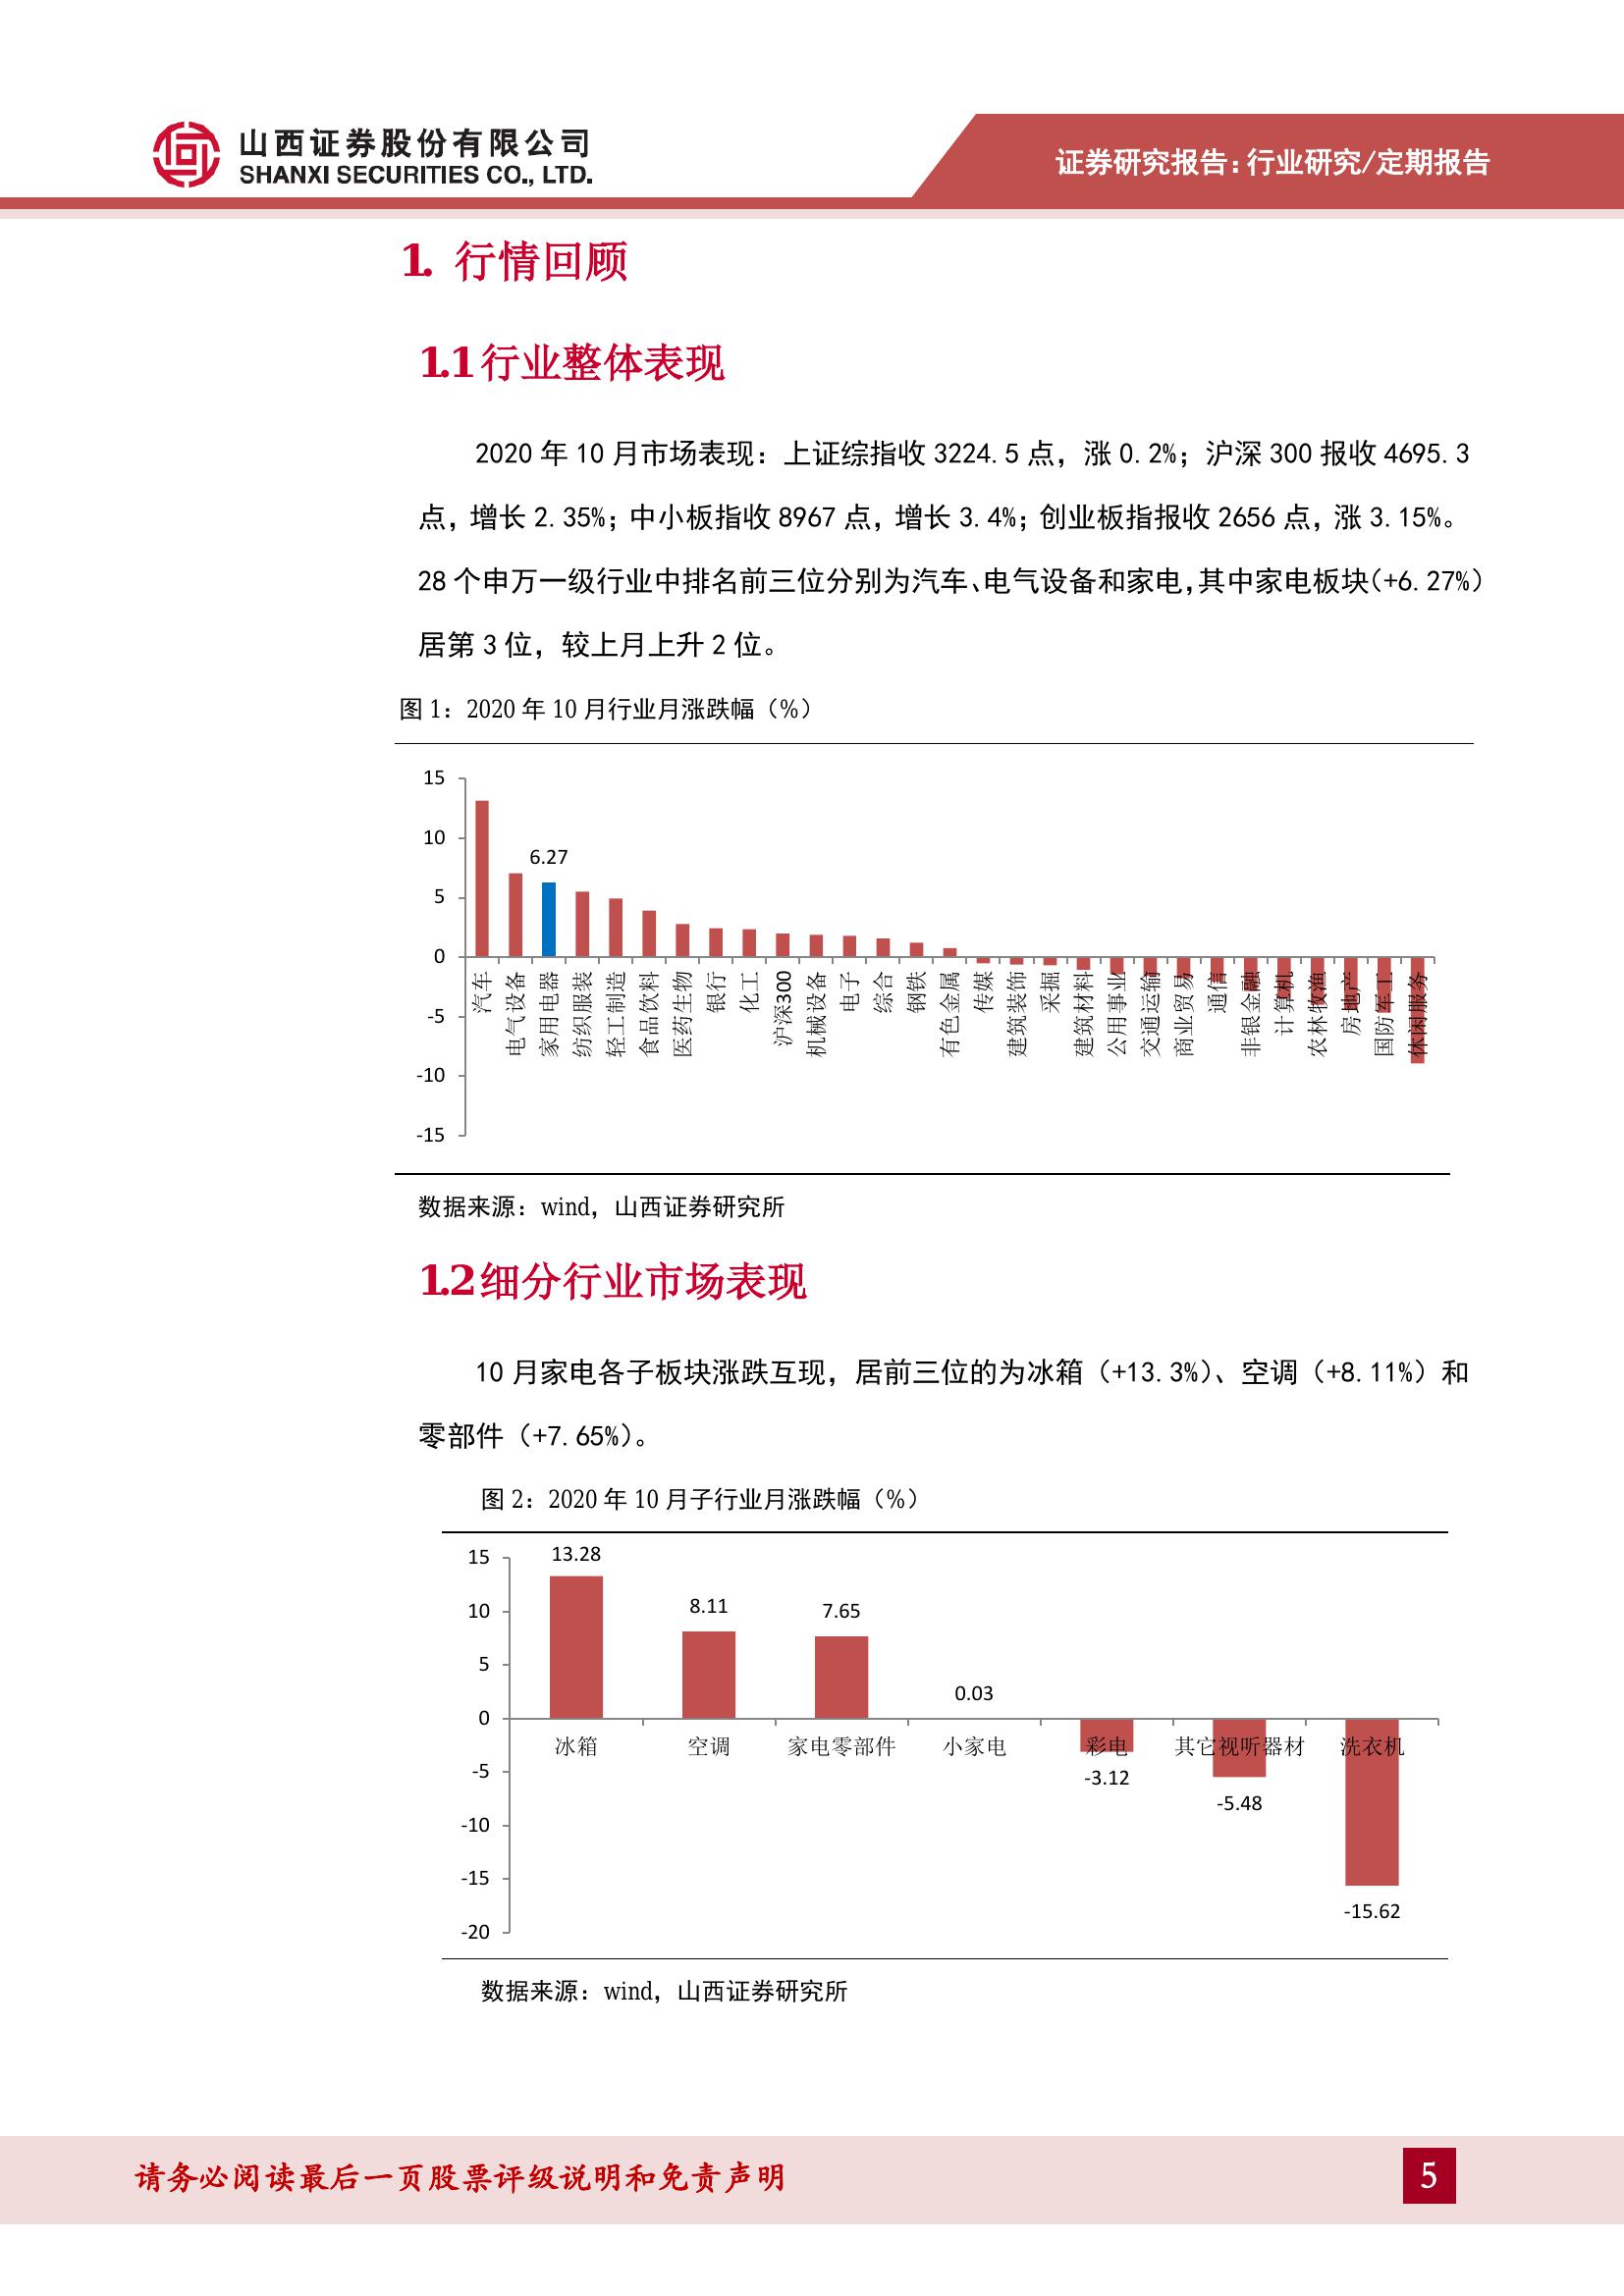 山西证券股份有限公司
SHANXI SECURITIES CO., LTD.
证券研究报告：行业研究/定期报告
1. 行情回顾
1.1 行业整体表现
2020 年 10 月市场表现：上证综指收 3224.5 点，涨 0.2%；沪深 300 报收 4695.3
点，增长 2.35%；中小板指收 8967 点，增长 3.4%；创业板指报收 2656 点，涨 3.15%。
28 个申万一级行业中排名前三位分别为汽车、电气设备和家电，其中家电板块（+6.27%）
居第 3 位，较上月上升 2 位。
图 1：2020 年 10 月行业月涨跌幅（%）
15
10
5
0
-5
-10
-15
6.27
汽车
电气设备
家用电器
纺织服装
轻工制造
食品饮料
医药生物
银行
化工
沪深300
机械设备
电子
综合
钢铁
有色金属
传媒
建筑装饰
采掘
建筑材料
公用事业
交通运输
商业贸易
通信
非银金融
计算机
农林牧渔
房地产
国防军工
休闲服务
数据来源：wind，山西证券研究所
1.2 细分行业市场表现
10 月家电各子板块涨跌互现，居前三位的为冰箱（+13.3%）、空调（+8.11%）和
零部件（+7.65%）。
图 2：2020 年 10 月子行业月涨跌幅（%）
15
10
5
0
-5
-10
-15
-20
13.28
8.11
7.65
0.03
-3.12
-5.48
-15.62
冰箱
空调
家电零部件
小家电
彩电
其它视听器材
洗衣机
数据来源：wind，山西证券研究所
请务必阅读最后一页股票评级说明和免责声明
5